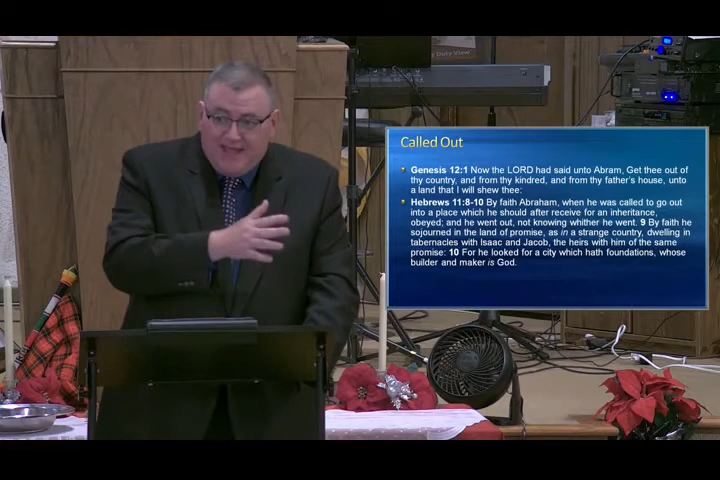 Duty View
Called Out
Genesis 12:1 Now the LORD had said unto Abram, Get thee out of
thy country, and from thy kindred, and from thy father's house, unto
a land that I will shew thee:
Hebrews 11:8-10 By faith Abraham, when he was called to go out
into a place which he should after receive for an inheritance,
obeyed; and he went out, not knowing whither he went. 9 By faith he
sojourned in the land of promise, as in a strange country, dwelling in
tabernacles with Isaac and Jacob, the heirs with him of the same
promise: 10 For he looked for a city which hath foundations, whose
builder and maker is God.